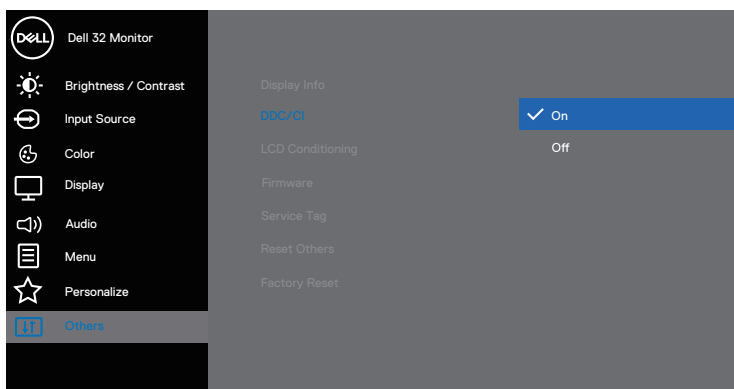 DELL
Dell 32 Monitor
Brightness / Contrast
Input Source
Color
Display
Audio
Menu
Personalize
Others
Display Info
DDC/CI
LCD Conditioning
Firmware
Service Tag
Reset Others
Factory Reset
On
Off